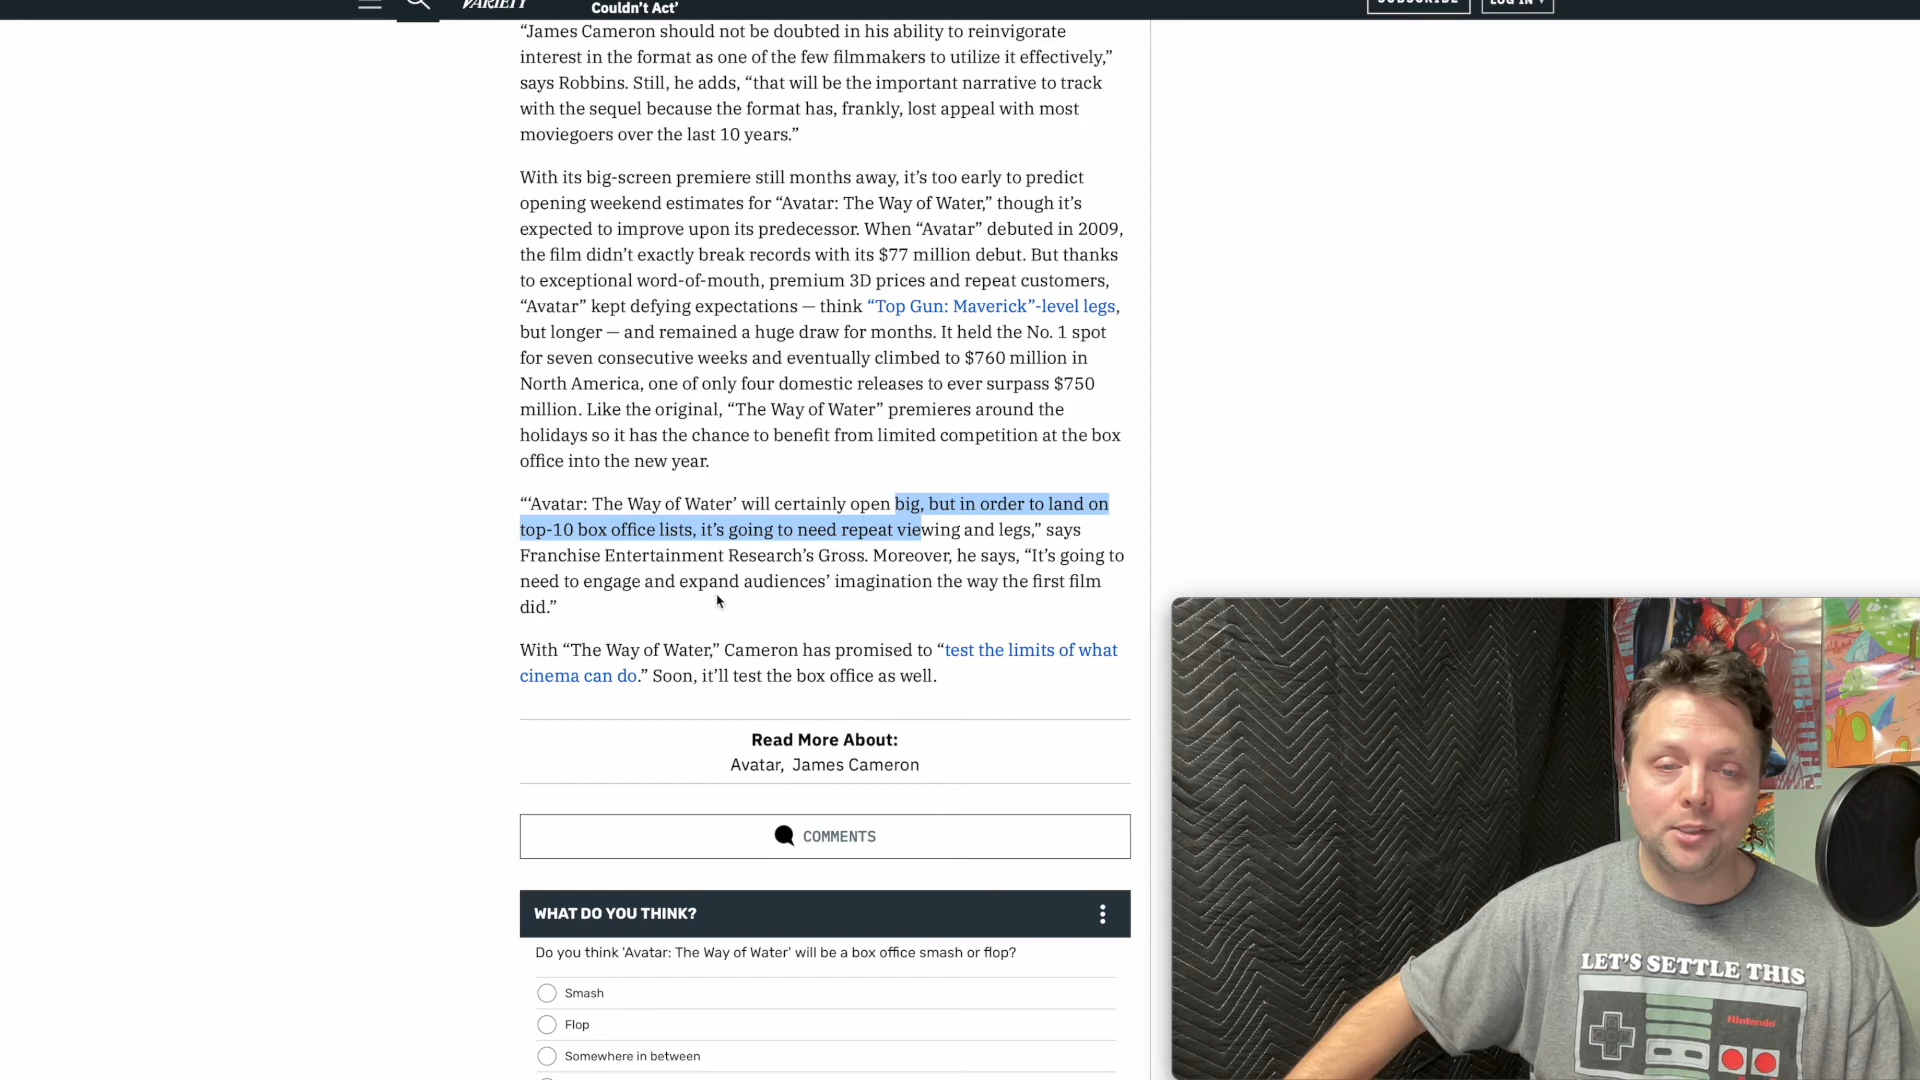 VARIETY
Couldn’t Act’
SUBSCRIBE
LOG IN
“James Cameron should not be doubted in his ability to reinvigorate
interest in the format as one of the few filmmakers to utilize it effectively,”
says Robbins. Still, he adds, “that will be the important narrative to track
with the sequel because the format has, frankly, lost appeal with most
moviegoers over the last 10 years.”
With its big-screen premiere still months away, it’s too early to predict
opening weekend estimates for “Avatar: The Way of Water,” though it’s
expected to improve upon its predecessor. When “Avatar” debuted in 2009,
the film didn’t exactly break records with its $77 million debut. But thanks
to exceptional word-of-mouth, premium 3D prices and repeat customers,
“Avatar” kept defying expectations — think “Top Gun: Maverick”-level legs,
but longer — and remained a huge draw for months. It held the No. 1 spot
for seven consecutive weeks and eventually climbed to $760 million in
North America, one of only four domestic releases to ever surpass $750
million. Like the original, “The Way of Water” premieres around the
holidays so it has the chance to benefit from limited competition at the box
office into the new year.
“‘Avatar: The Way of Water’ will certainly open big, but in order to land on
top-10 box office lists, it’s going to need repeat viewing and legs,” says
Franchise Entertainment Research’s Gross. Moreover, he says, “It’s going to
need to engage and expand audiences’ imagination the way the first film
did.”
With “The Way of Water,” Cameron has promised to “test the limits of what
cinema can do.” Soon, it’ll test the box office as well.
Read More About:
Avatar, James Cameron
COMMENTS
WHAT DO YOU THINK?
Do you think 'Avatar: The Way of Water' will be a box office smash or flop?
Smash
Flop
Somewhere in between
LET'S SETTLE THIS
Nintendo